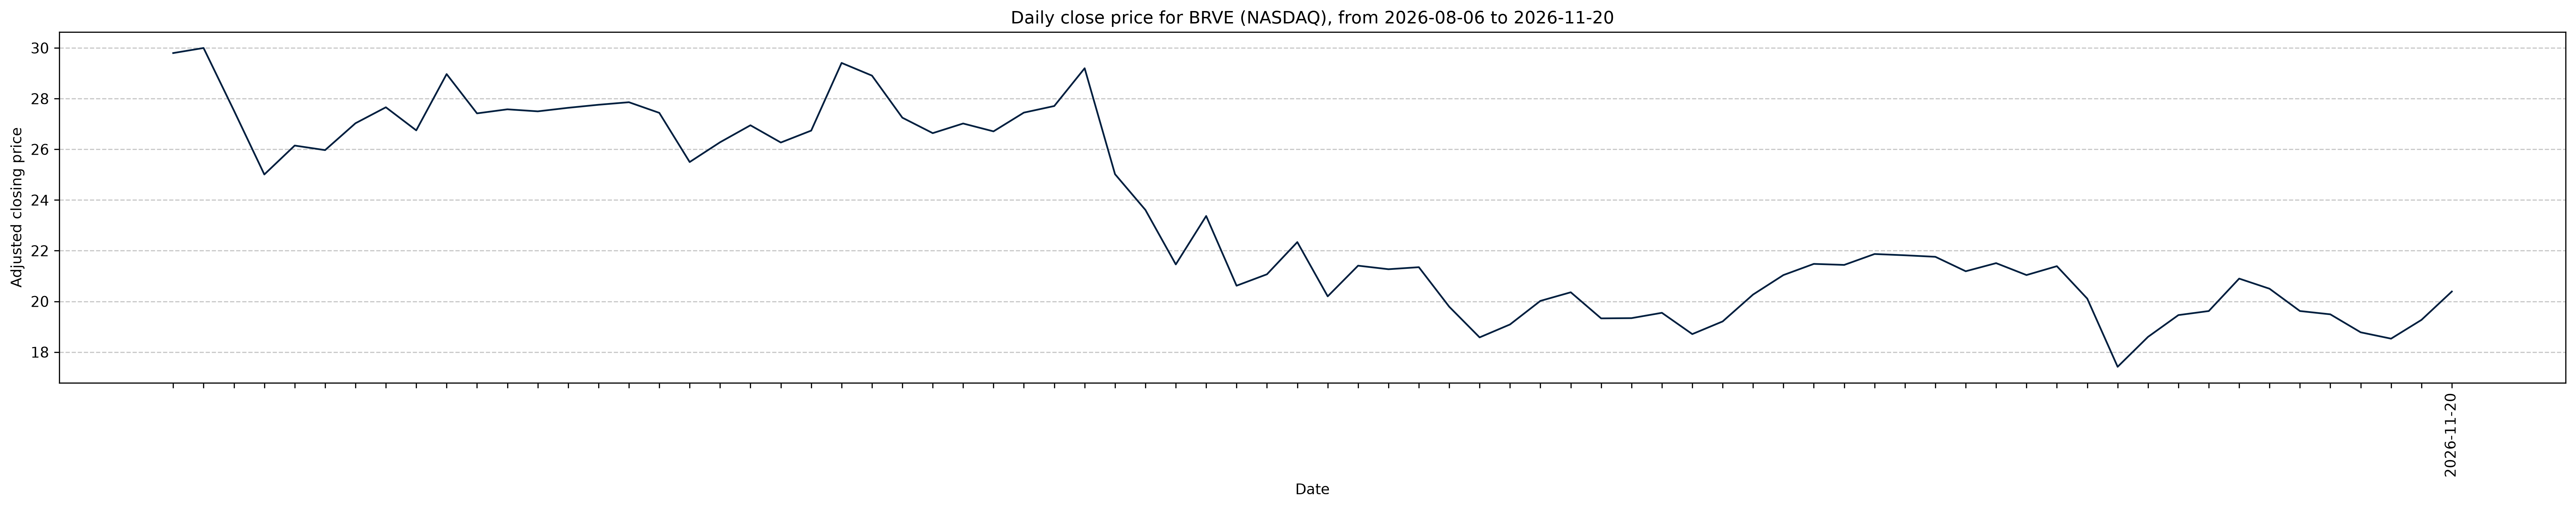 Daily close price for BRVE (NASDAQ), from 2026-08-06 to 2026-11-20
Adjusted closing price
30
28
26
24
22
20
18
2026-11-20
Date